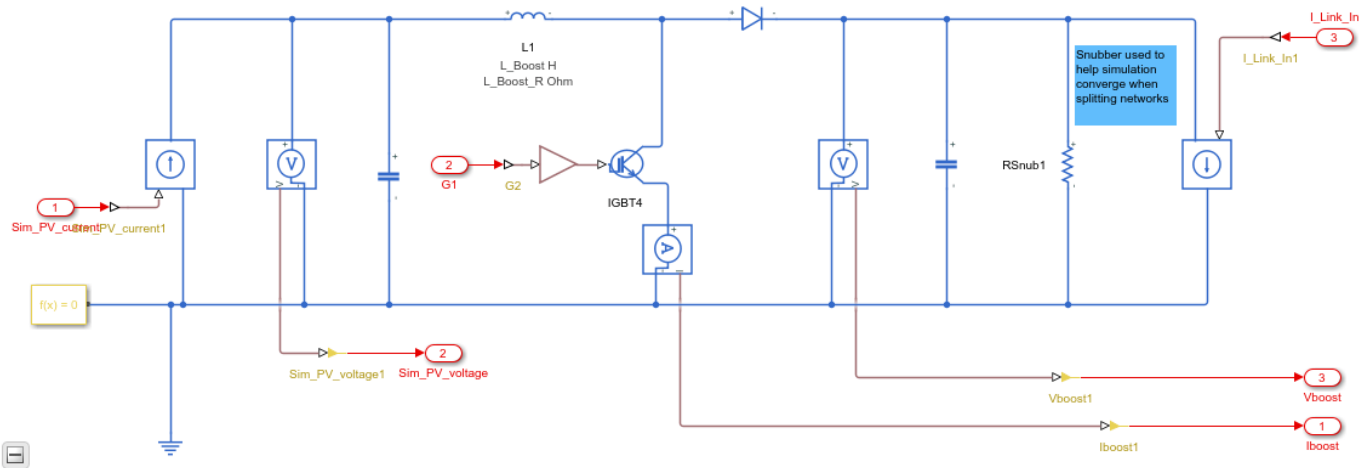 I_Link_In
3
I_Link_In1
L1
L_Boost H
L_Boost_R Ohm
Snubber used to
help simulation
converge when
splitting networks
V
V
2
G1
G2
RSnub1
IGBT4
1
Sim_PV_current
Sim_PV_current1
A
f(x) = 0
2
Sim_PV_voltage1
Sim_PV_voltage
3
Vboost1
Vboost
1
Iboost1
Iboost